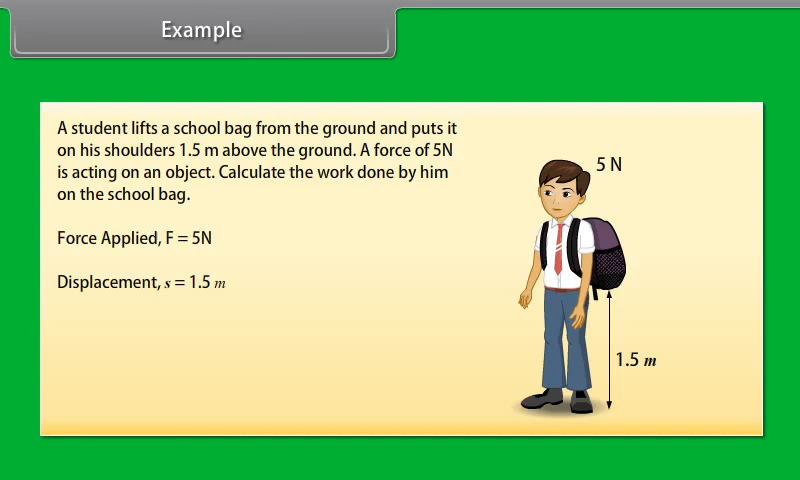 Example
A student lifts a school bag from the ground and puts it
on his shoulders 1.5 m above the ground. A force of 5N
is acting on an object. Calculate the work done by him
on the school bag.
Force Applied, F = 5N
Displacement, s = 1.5 m
5 N
1.5 m